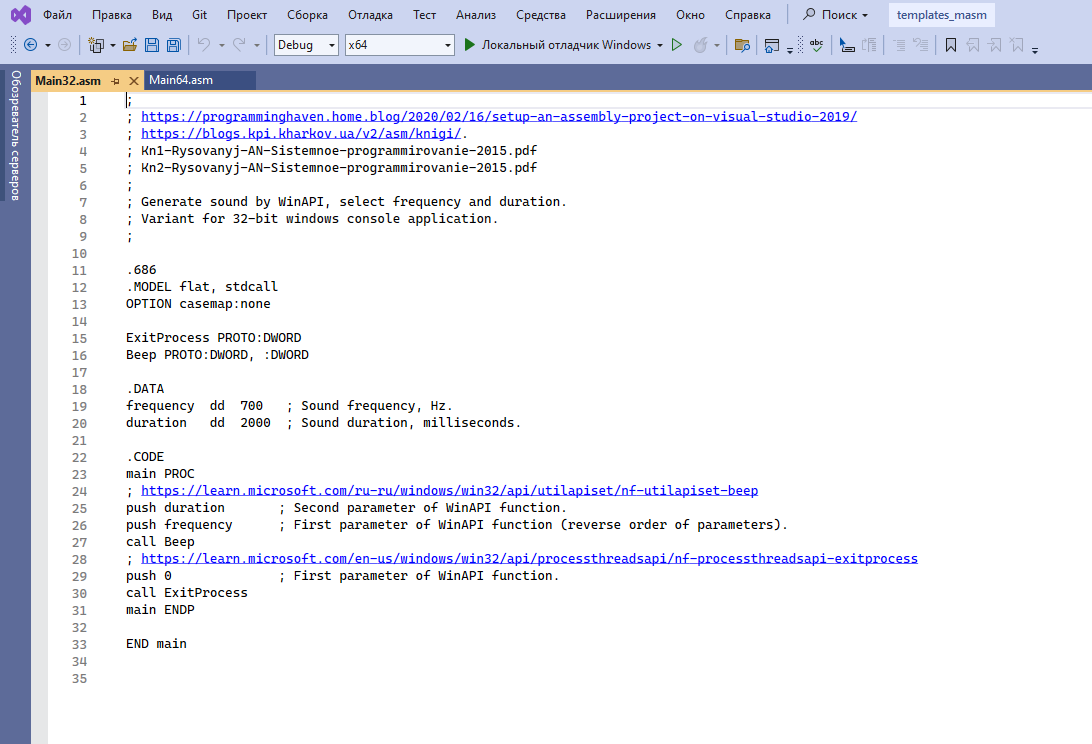 Файл Правка Вид Git Проект Сборка Отладка Тест Анализ Средства Расширения Окно Справка Поиск templates_masm
Debug x64 Локальный отладчик Windows abc
Обозреватель серверов
Main32.asm Main64.asm
1 ;
2 ; https://programminghaven.home.blog/2020/02/16/setup-an-assembly-project-on-visual-studio-2019/
3 ; https://blogs.kpi.kharkov.ua/v2/asm/knigi/.
4 ; Kn1-Rysovanyj-AN-Sistemnoe-programmirovanie-2015.pdf
5 ; Kn2-Rysovanyj-AN-Sistemnoe-programmirovanie-2015.pdf
6 ;
7 ; Generate sound by WinAPI, select frequency and duration.
8 ; Variant for 32-bit windows console application.
9 ;
10
11 .686
12 .MODEL flat, stdcall
13 OPTION casemap:none
14
15 ExitProcess PROTO:DWORD
16 Beep PROTO:DWORD, :DWORD
17
18 .DATA
19 frequency dd 700 ; Sound frequency, Hz.
20 duration dd 2000 ; Sound duration, milliseconds.
21
22 .CODE
23 main PROC
24 ; https://learn.microsoft.com/ru-ru/windows/win32/api/utilapiset/nf-utilapiset-beep
25 push duration ; Second parameter of WinAPI function.
26 push frequency ; First parameter of WinAPI function (reverse order of parameters).
27 call Beep
28 ; https://learn.microsoft.com/en-us/windows/win32/api/processthreadsapi/nf-processthreadsapi-exitprocess
29 push 0 ; First parameter of WinAPI function.
30 call ExitProcess
31 main ENDP
32
33 END main
34
35